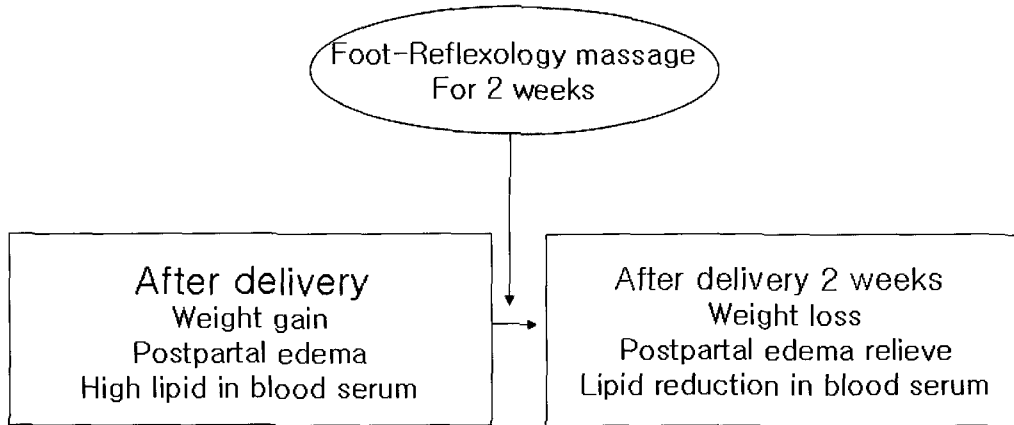 Foot-Reflexology massage
For 2 weeks
After delivery
Weight gain
Postpartal edema
High lipid in blood serum
After delivery 2 weeks
Weight loss
Postpartal edema relieve
Lipid reduction in blood serum